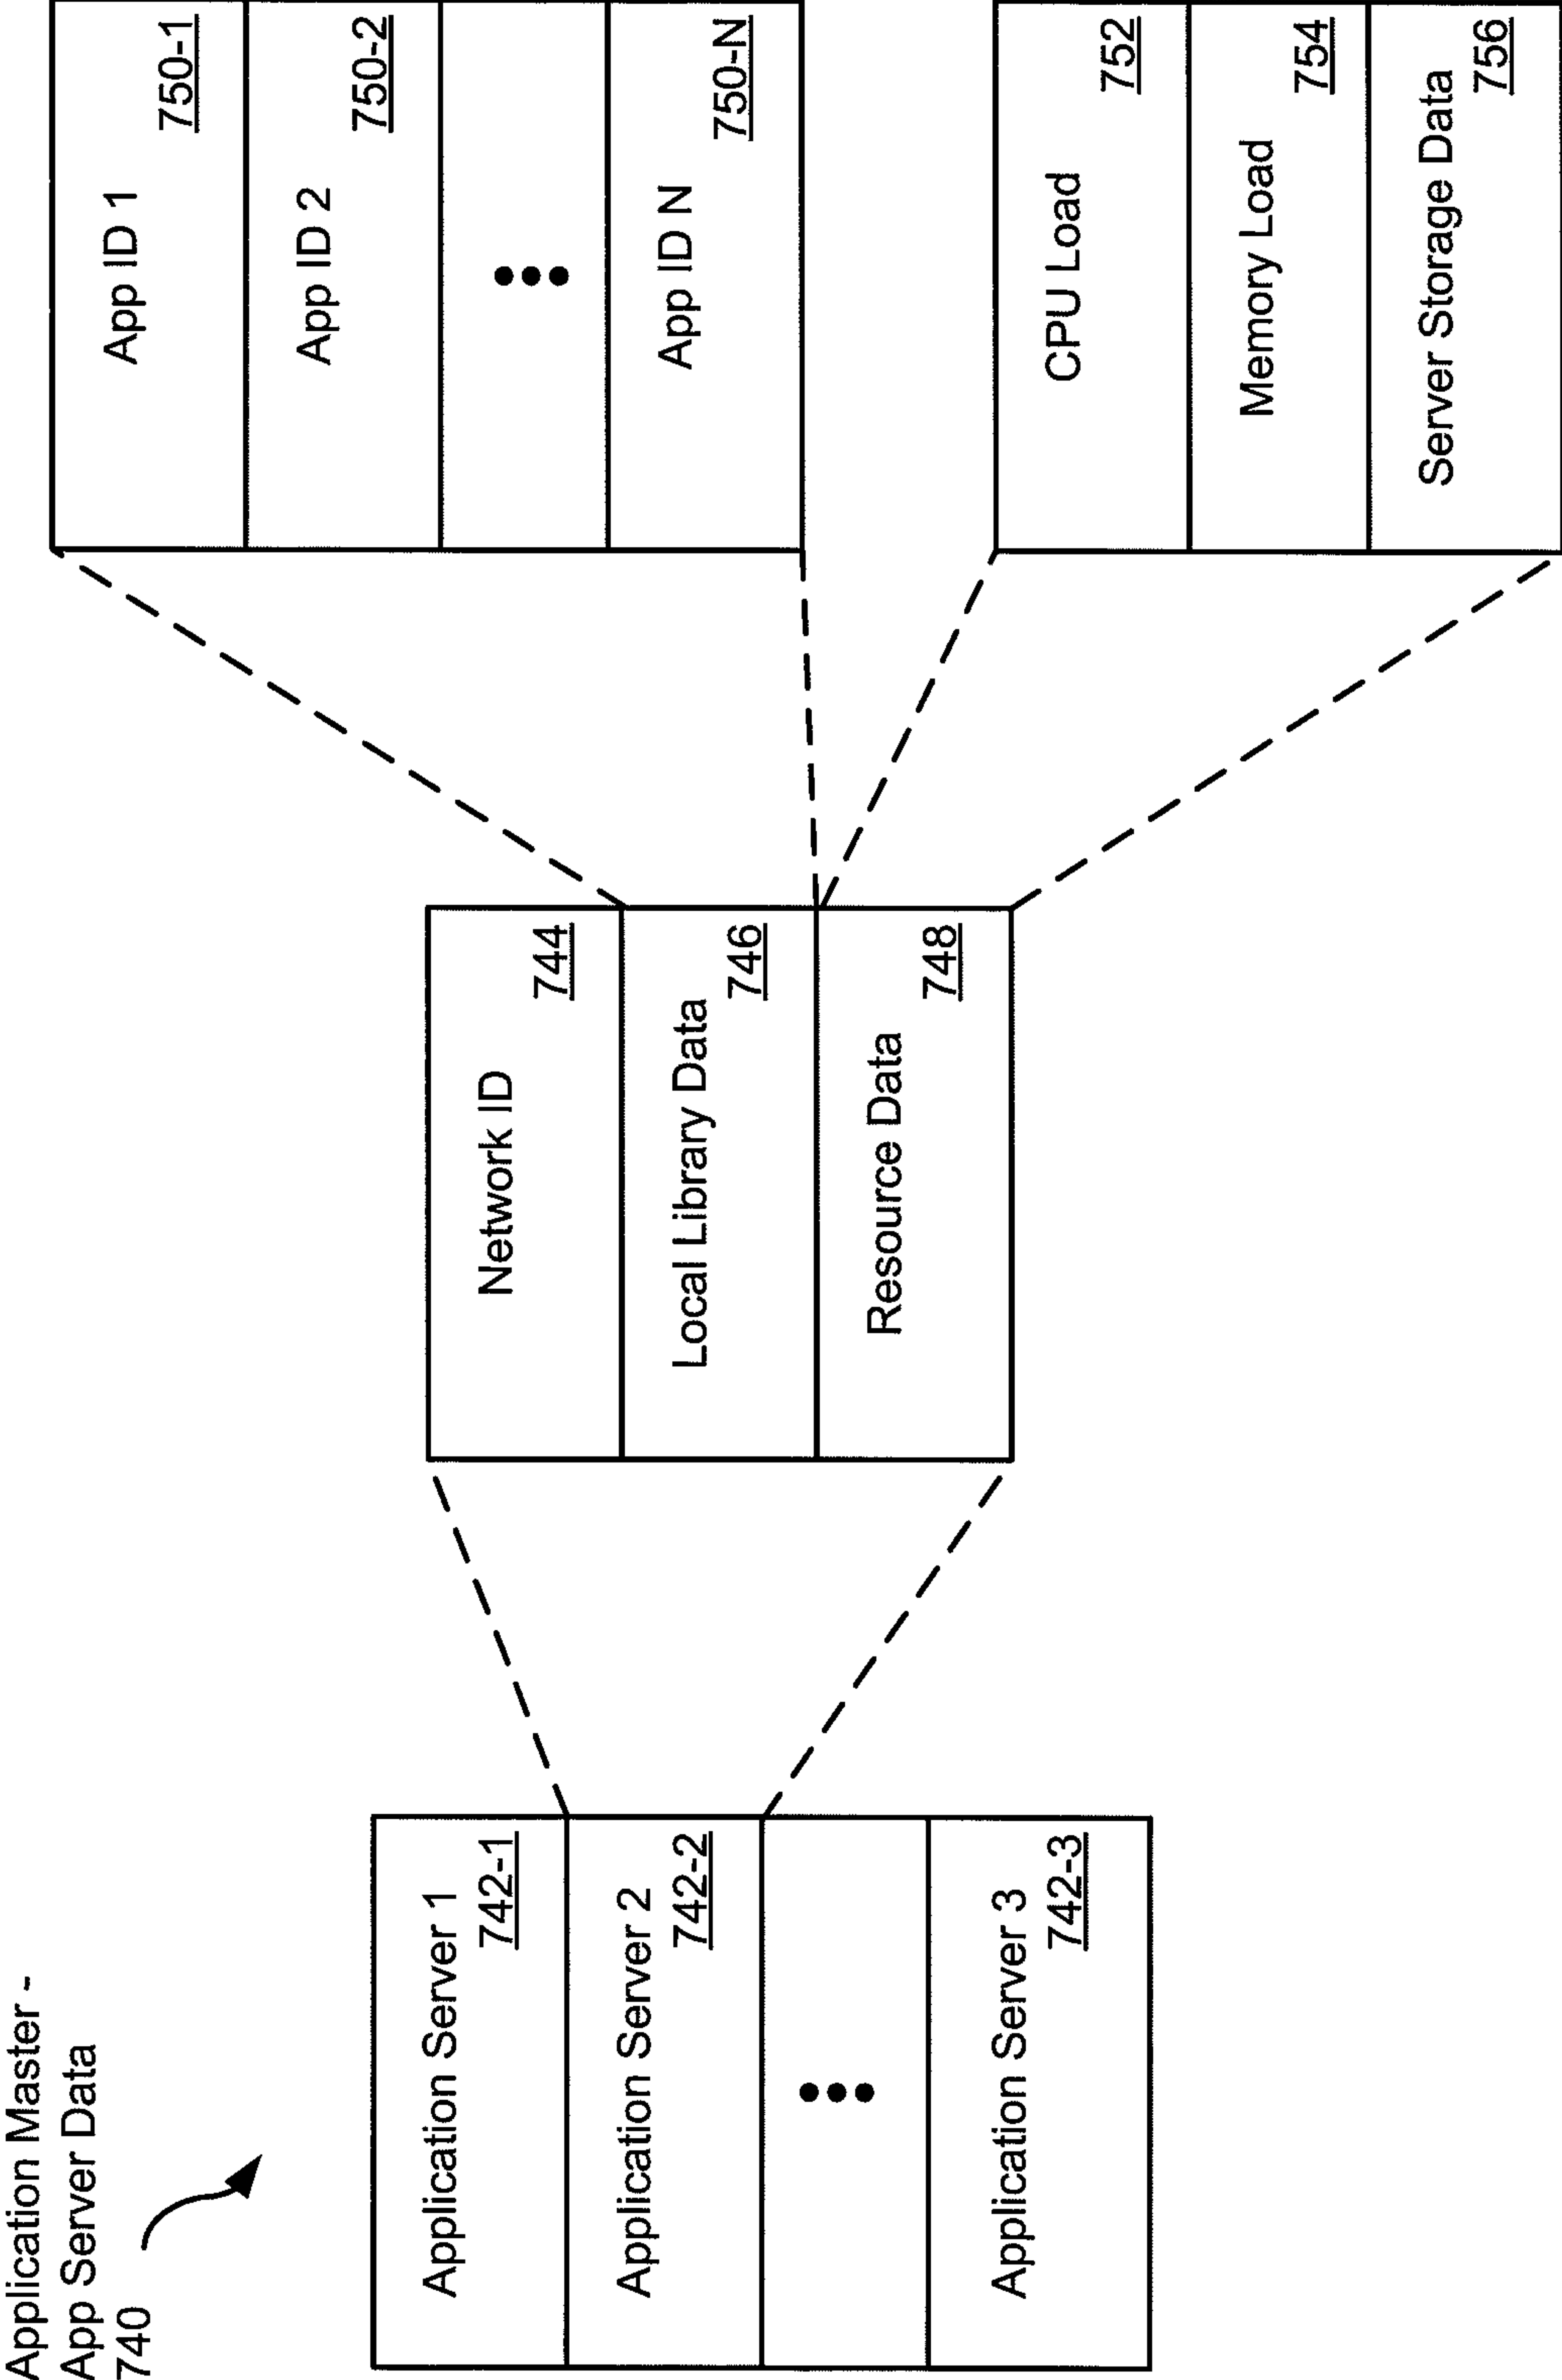 Application Master -
App Server Data
740
Application Server 1
742-1
Application Server 2
742-2
Application Server 3
742-3
Network ID
744
Local Library Data
746
Resource Data
748
App ID 1
750-1
App ID 2
750-2
App ID N
750-N
CPU Load
752
Memory Load
754
Server Storage Data
756